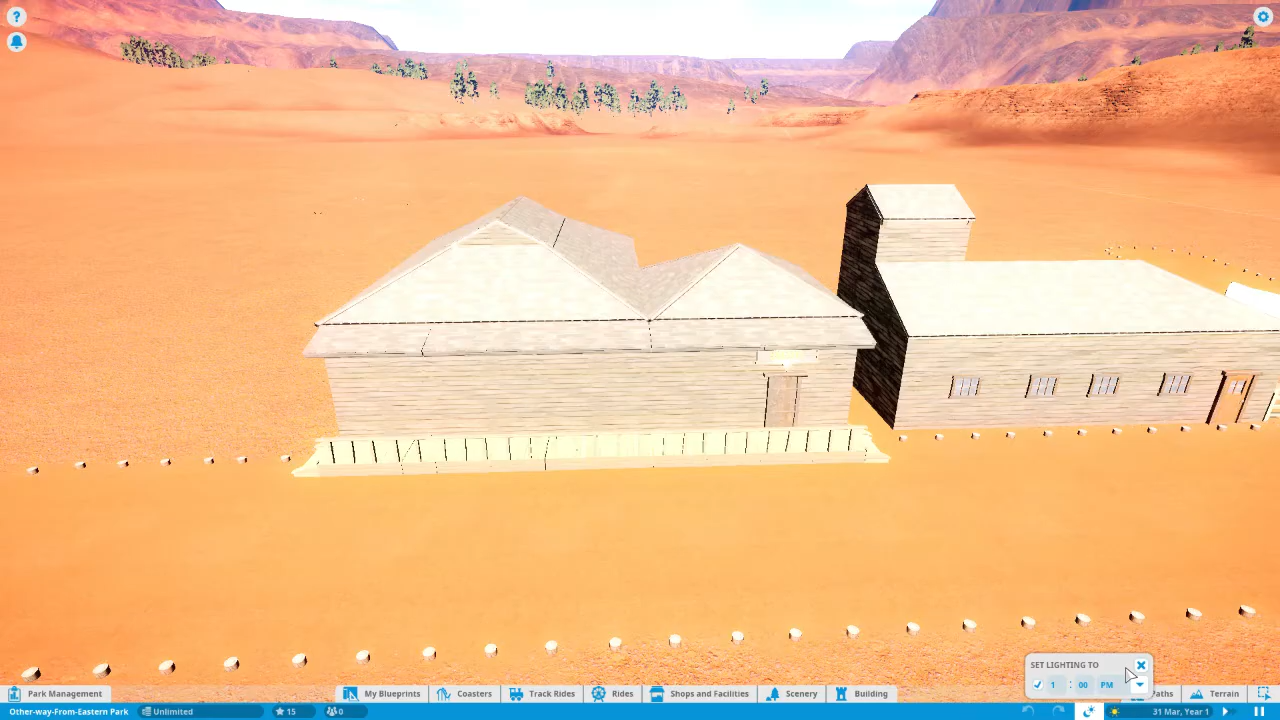 SET LIGHTING TO
1 : 00 PM
Park Management
My Blueprints
Coasters
Track Rides
Rides
Shops and Facilities
Scenery
Building
Paths
Terrain
Other-way-From-Eastern Park
Unlimited
15
0
31 Mar, Year 1